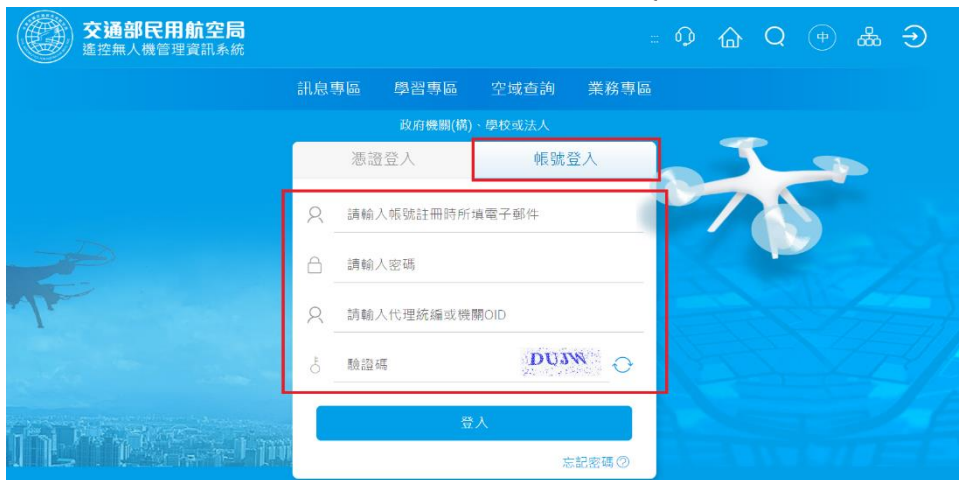 交通部民用航空局
遙控無人機管理資訊系統
:::
中
訊息專區 學習專區 空域查詢 業務專區
政府機關(構)、學校或法人
憑證登入 帳號登入
請輸入帳號註冊時所填電子郵件
請輸入密碼
請輸入代理統編或機關OID
驗證碼 DUJW
登入
忘記密碼